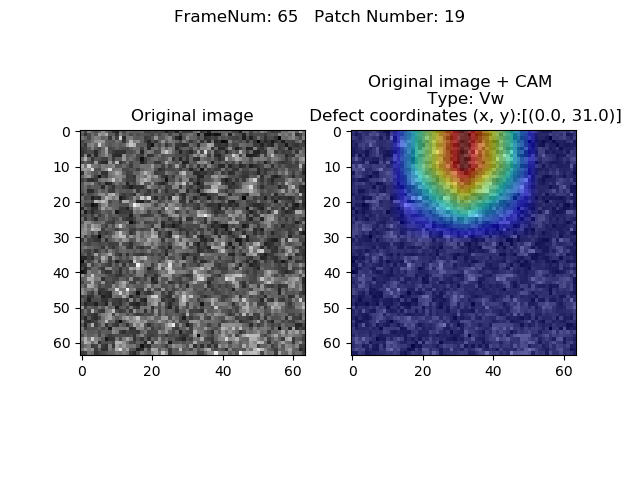 FrameNum: 65   Patch Number: 19
Original image
0
10
20
30
40
50
60
0 20 40 60
Original image + CAM
Type: Vw
Defect coordinates (x, y):[(0.0, 31.0)]
0
10
20
30
40
50
60
0 20 40 60